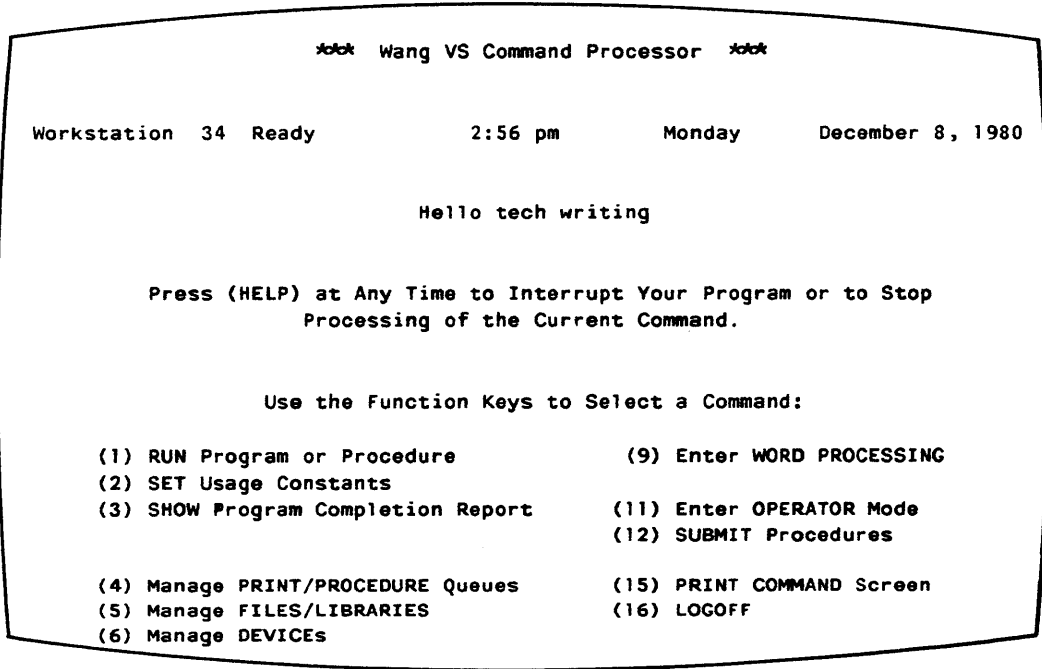 *** Wang VS Command Processor ***
Workstation 34 Ready 2:56 pm Monday December 8, 1980
Hello tech writing
Press (HELP) at Any Time to Interrupt Your Program or to Stop
Processing of the Current Command.
Use the Function Keys to Select a Command:
(1) RUN Program or Procedure (9) Enter WORD PROCESSING
(2) SET Usage Constants
(3) SHOW Program Completion Report (11) Enter OPERATOR Mode
(12) SUBMIT Procedures
(4) Manage PRINT/PROCEDURE Queues (15) PRINT COMMAND Screen
(5) Manage FILES/LIBRARIES (16) LOGOFF
(6) Manage DEVICEs